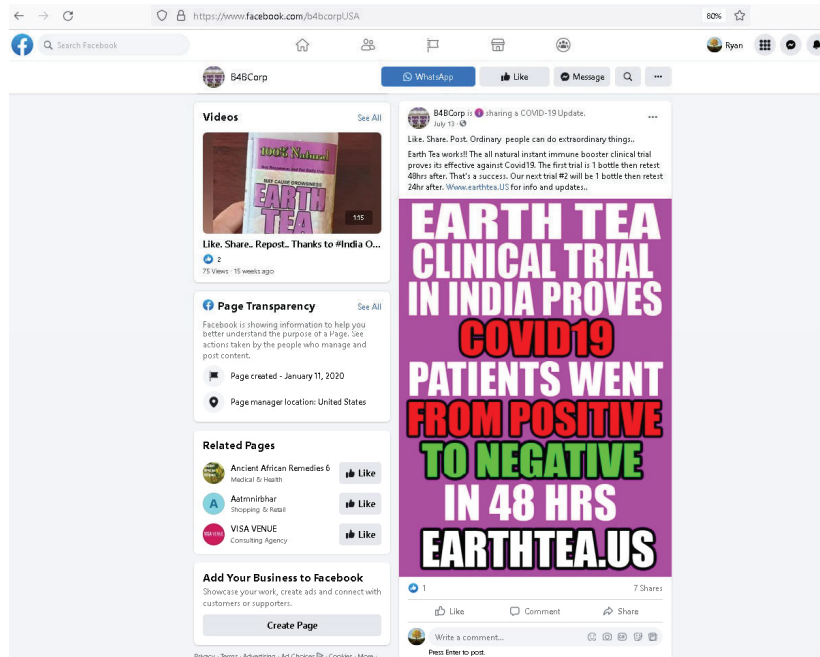 https://www.facebook.com/b4bcorpUSA
80%
Search Facebook
Ryan
B4BCorp
WhatsApp
Like
Message
Videos
See All
100% Natural
MAY CAUSE DROWSINESS
EARTH
TEA
1:15
Like. Share.. Repost.. Thanks to #India O...
2
75 Views · 15 weeks ago
Page Transparency
See All
Facebook is showing information to help you
better understand the purpose of a Page. See
actions taken by the people who manage and
post content.
Page created - January 11, 2020
Page manager location: United States
Related Pages
Ancient African Remedies 6
Medical & Health
Like
A
Aatmnirbhar
Shopping & Retail
Like
VISA VENUE
Consulting Agency
Like
Add Your Business to Facebook
Showcase your work, create ads and connect with
customers or supporters.
Create Page
Privacy · Terms · Advertising · Ad Choices · Cookies · More ·
B4BCorp is sharing a COVID-19 Update.
July 13 ·
Like. Share. Post. Ordinary people can do extraordinary things..
Earth Tea works!! The all natural instant immune booster clinical trial
proves its effective against Covid19. The first trial is 1 bottle then retest
48hrs after. That's a success. Our next trial #2 will be 1 bottle then retest
24hr after. Www.earthtea.US for info and updates..
EARTH TEA
CLINICAL TRIAL
IN INDIA PROVES
COVID19
PATIENTS WENT
FROM POSITIVE
TO NEGATIVE
IN 48 HRS
EARTHTEA.US
1
7 Shares
Like
Comment
Share
Write a comment...
Press Enter to post.